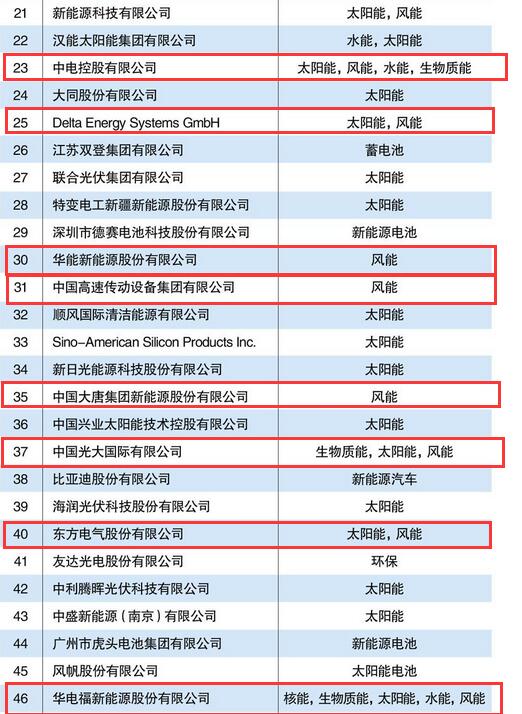 21 新能源科技有限公司 太阳能, 风能
22 汉能太阳能集团有限公司 水能, 太阳能
23 中电控股有限公司 太阳能, 风能, 水能, 生物质能
24 大同股份有限公司 太阳能
25 Delta Energy Systems GmbH 太阳能, 风能
26 江苏双登集团有限公司 蓄电池
27 联合光伏集团有限公司 太阳能
28 特变电工新疆新能源股份有限公司 太阳能
29 深圳市德赛电池科技股份有限公司 新能源电池
30 华能新能源股份有限公司 风能
31 中国高速传动设备集团有限公司 风能
32 顺风国际清洁能源有限公司 太阳能
33 Sino-American Silicon Products Inc. 太阳能
34 新日光能源科技股份有限公司 太阳能
35 中国大唐集团新能源股份有限公司 风能
36 中国兴业太阳能技术控股有限公司 太阳能
37 中国光大国际有限公司 生物质能, 太阳能, 风能
38 比亚迪股份有限公司 新能源汽车
39 海润光伏科技股份有限公司 太阳能
40 东方电气股份有限公司 太阳能, 风能
41 友达光电股份有限公司 环保
42 中利腾晖光伏科技有限公司 太阳能
43 中盛新能源（南京）有限公司 太阳能
44 广州市虎头电池集团有限公司 新能源电池
45 风帆股份有限公司 太阳能电池
46 华电福新能源股份有限公司 核能, 生物质能, 太阳能, 水能, 风能